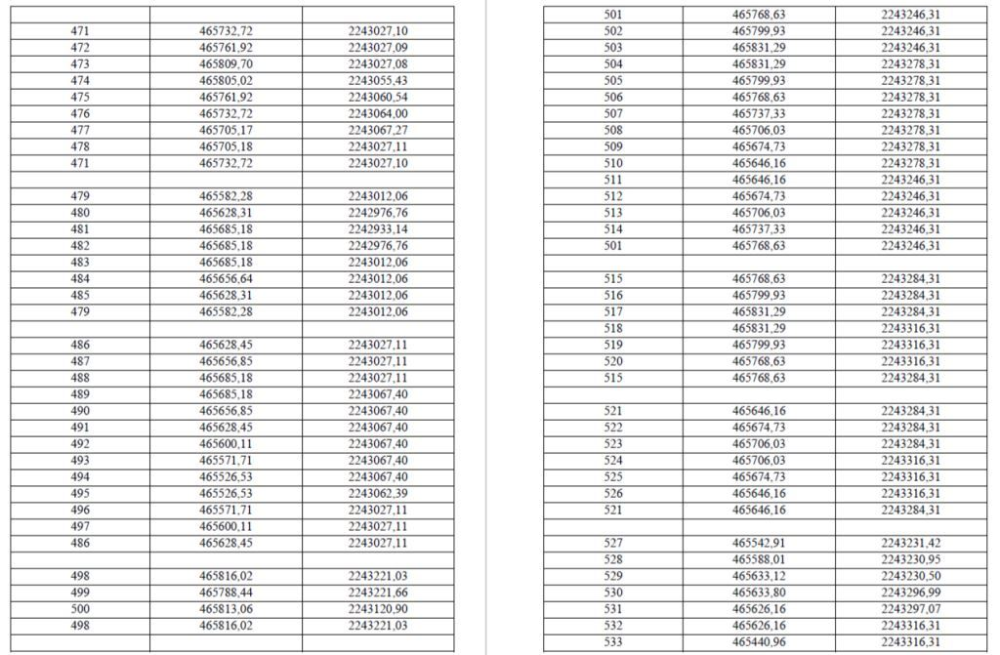 471 465732,72 2243027,10
472 465761,92 2243027,09
473 465809,70 2243027,08
474 465805,02 2243055,43
475 465761,92 2243060,54
476 465732,72 2243064,00
477 465705,17 2243067,27
478 465705,18 2243027,11
471 465732,72 2243027,10
479 465582,28 2243012,06
480 465628,31 2242976,76
481 465685,18 2242933,14
482 465685,18 2242976,76
483 465685,18 2243012,06
484 465656,64 2243012,06
485 465628,31 2243012,06
479 465582,28 2243012,06
486 465628,45 2243027,11
487 465656,85 2243027,11
488 465685,18 2243027,11
489 465685,18 2243067,40
490 465656,85 2243067,40
491 465628,45 2243067,40
492 465600,11 2243067,40
493 465571,71 2243067,40
494 465526,53 2243067,40
495 465526,53 2243062,39
496 465571,71 2243027,11
497 465600,11 2243027,11
486 465628,45 2243027,11
498 465816,02 2243221,03
499 465788,44 2243221,66
500 465813,06 2243120,90
498 465816,02 2243221,03
501 465768,63 2243246,31
502 465799,93 2243246,31
503 465831,29 2243246,31
504 465831,29 2243278,31
505 465799,93 2243278,31
506 465768,63 2243278,31
507 465737,33 2243278,31
508 465706,03 2243278,31
509 465674,73 2243278,31
510 465646,16 2243278,31
511 465646,16 2243246,31
512 465674,73 2243246,31
513 465706,03 2243246,31
514 465737,33 2243246,31
501 465768,63 2243246,31
515 465768,63 2243284,31
516 465799,93 2243284,31
517 465831,29 2243284,31
518 465831,29 2243316,31
519 465799,93 2243316,31
520 465768,63 2243316,31
515 465768,63 2243284,31
521 465646,16 2243284,31
522 465674,73 2243284,31
523 465706,03 2243284,31
524 465706,03 2243316,31
525 465674,73 2243316,31
526 465646,16 2243316,31
521 465646,16 2243284,31
527 465542,91 2243231,42
528 465588,01 2243230,95
529 465633,12 2243230,50
530 465633,80 2243296,99
531 465626,16 2243297,07
532 465626,16 2243316,31
533 465440,96 2243316,31